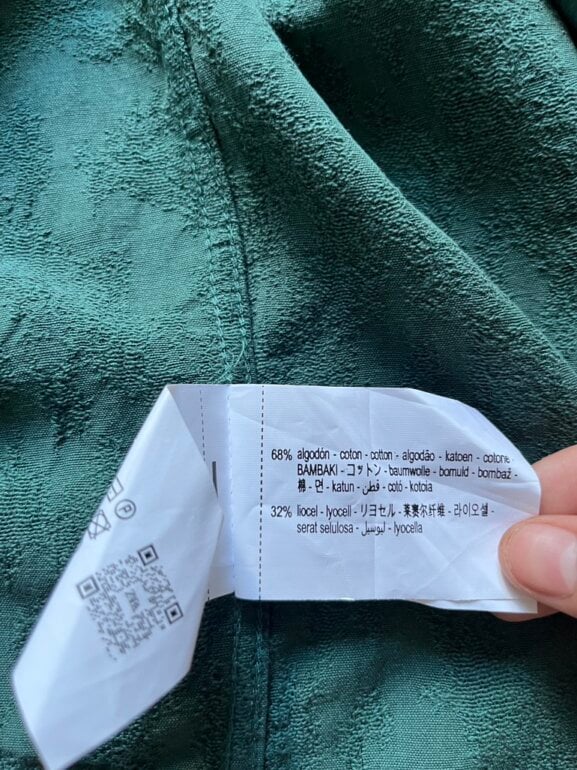 68% algodón - coton - cotton - algodão - katoen - cotone -
BAMBAKI - コットン - baumwolle - bomuld - bombaž -
棉 - 면 - katun - قطن - cotó - kotoia
32% liocel - lyocell - リヨセル - 莱赛尔纤维 - 라이오셀 -
serat selulosa - ليوسيل - lyocella